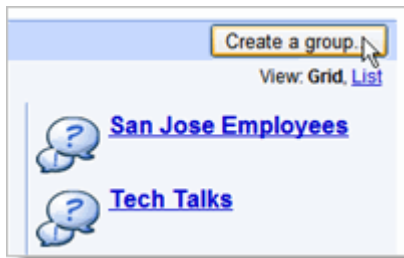 Create a group...
View: Grid, List
San Jose Employees
Tech Talks